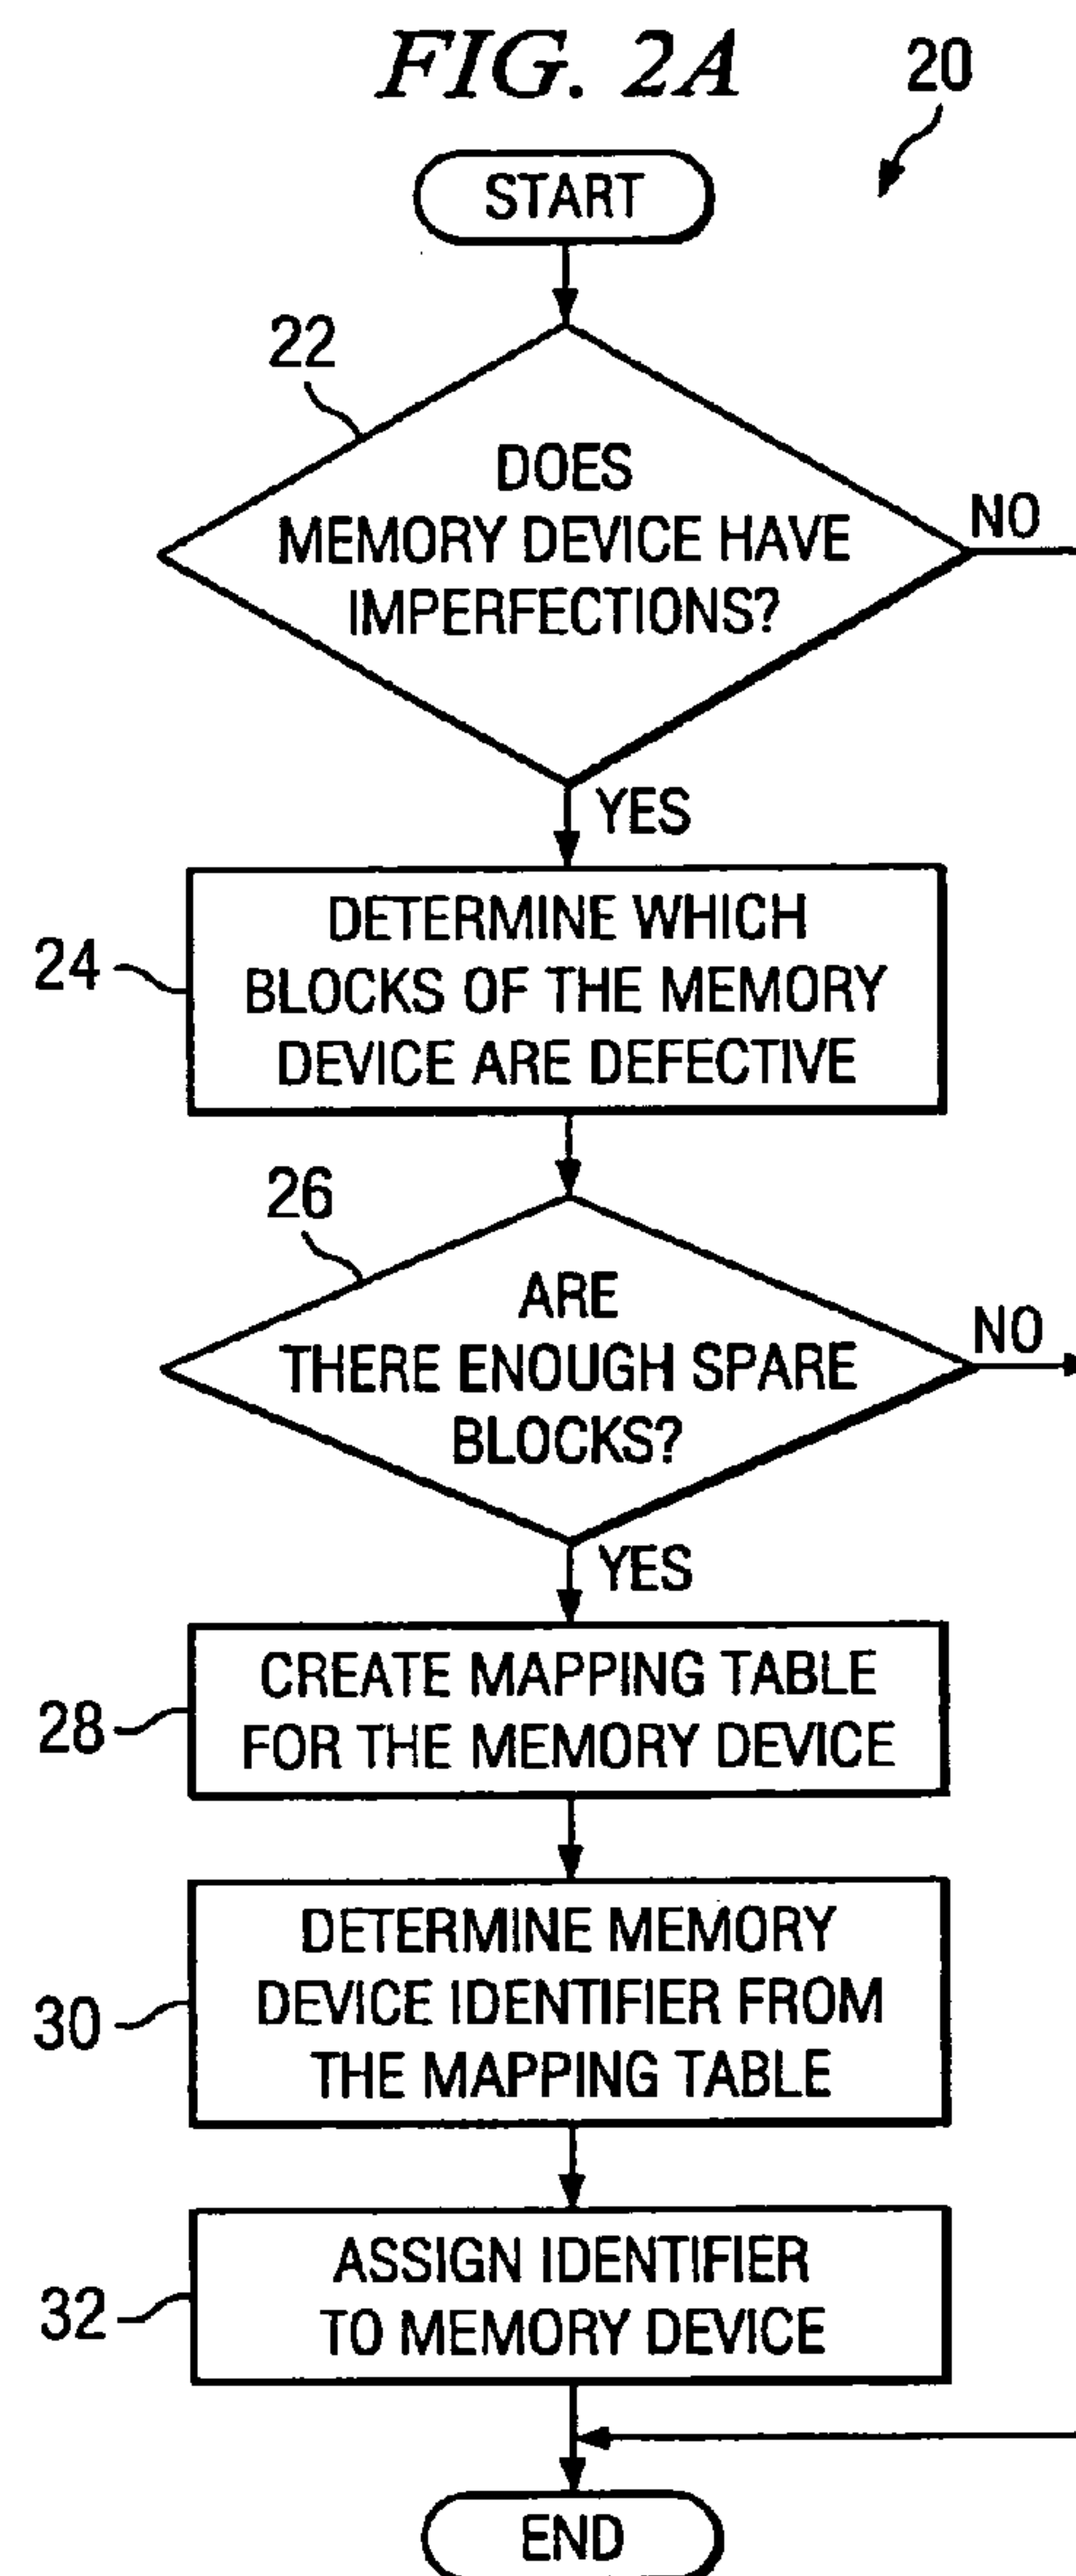 FIG. 2A
20
START
22
DOES
MEMORY DEVICE HAVE
IMPERFECTIONS?
NO
YES
24
DETERMINE WHICH
BLOCKS OF THE MEMORY
DEVICE ARE DEFECTIVE
26
ARE
THERE ENOUGH SPARE
BLOCKS?
NO
YES
28
CREATE MAPPING TABLE
FOR THE MEMORY DEVICE
30
DETERMINE MEMORY
DEVICE IDENTIFIER FROM
THE MAPPING TABLE
32
ASSIGN IDENTIFIER
TO MEMORY DEVICE
END